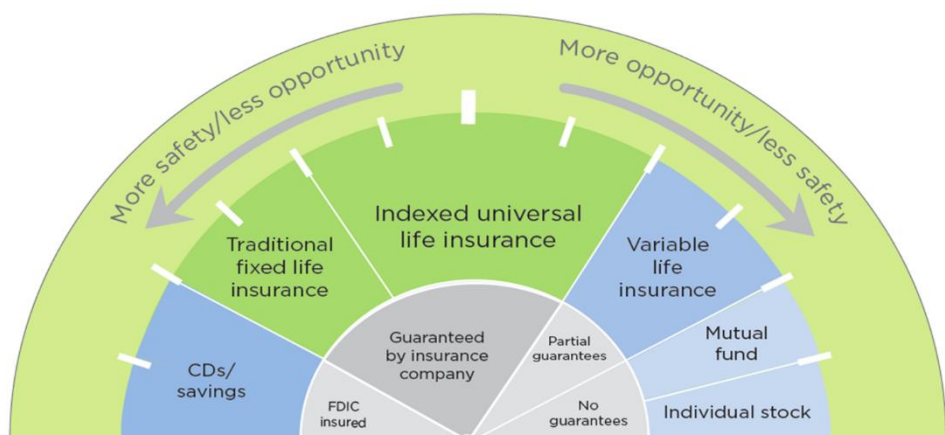 More safety/less opportunity
More opportunity/less safety
Indexed universal
life insurance
Traditional
fixed life
insurance
Variable
life
insurance
CDs/
savings
Mutual
fund
Individual stock
Guaranteed
by insurance
company
Partial
guarantees
FDIC
insured
No
guarantees